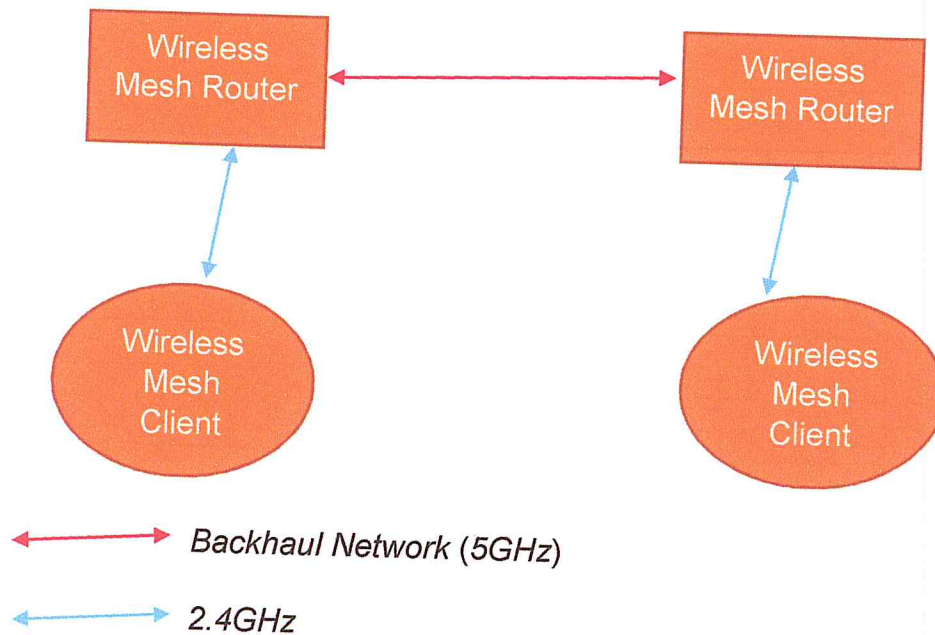 Wireless
Mesh Router
Wireless
Mesh Router
Wireless
Mesh
Client
Wireless
Mesh
Client
Backhaul Network (5GHz)
2.4GHz